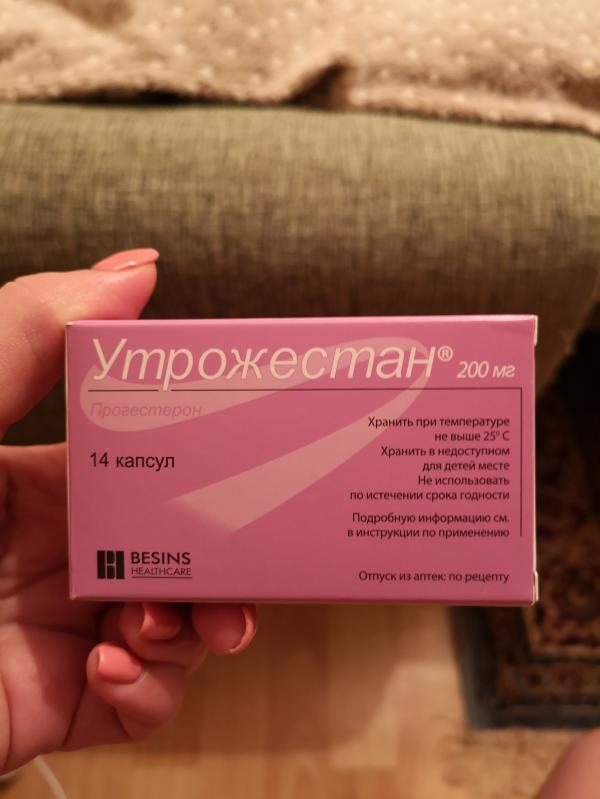 Утрожестан® 200 мг
Прогестерон
14 капсул
Хранить при температуре
не выше 25⁰ С
Хранить в недоступном
для детей месте
Не использовать
по истечении срока годности
Подробную информацию см.
в инструкции по применению
BESINS
HEALTHCARE
Отпуск из аптек: по рецепту